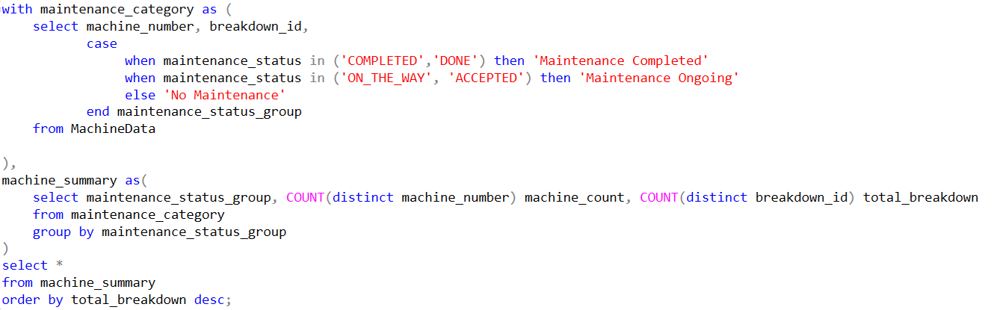 with maintenance_category as (
    select machine_number, breakdown_id,
           case
                when maintenance_status in ('COMPLETED','DONE') then 'Maintenance Completed'
                when maintenance_status in ('ON_THE_WAY', 'ACCEPTED') then 'Maintenance Ongoing'
                else 'No Maintenance'
           end maintenance_status_group
    from MachineData
),
machine_summary as(
    select maintenance_status_group, COUNT(distinct machine_number) machine_count, COUNT(distinct breakdown_id) total_breakdown
    from maintenance_category
    group by maintenance_status_group
)
select *
from machine_summary
order by total_breakdown desc;